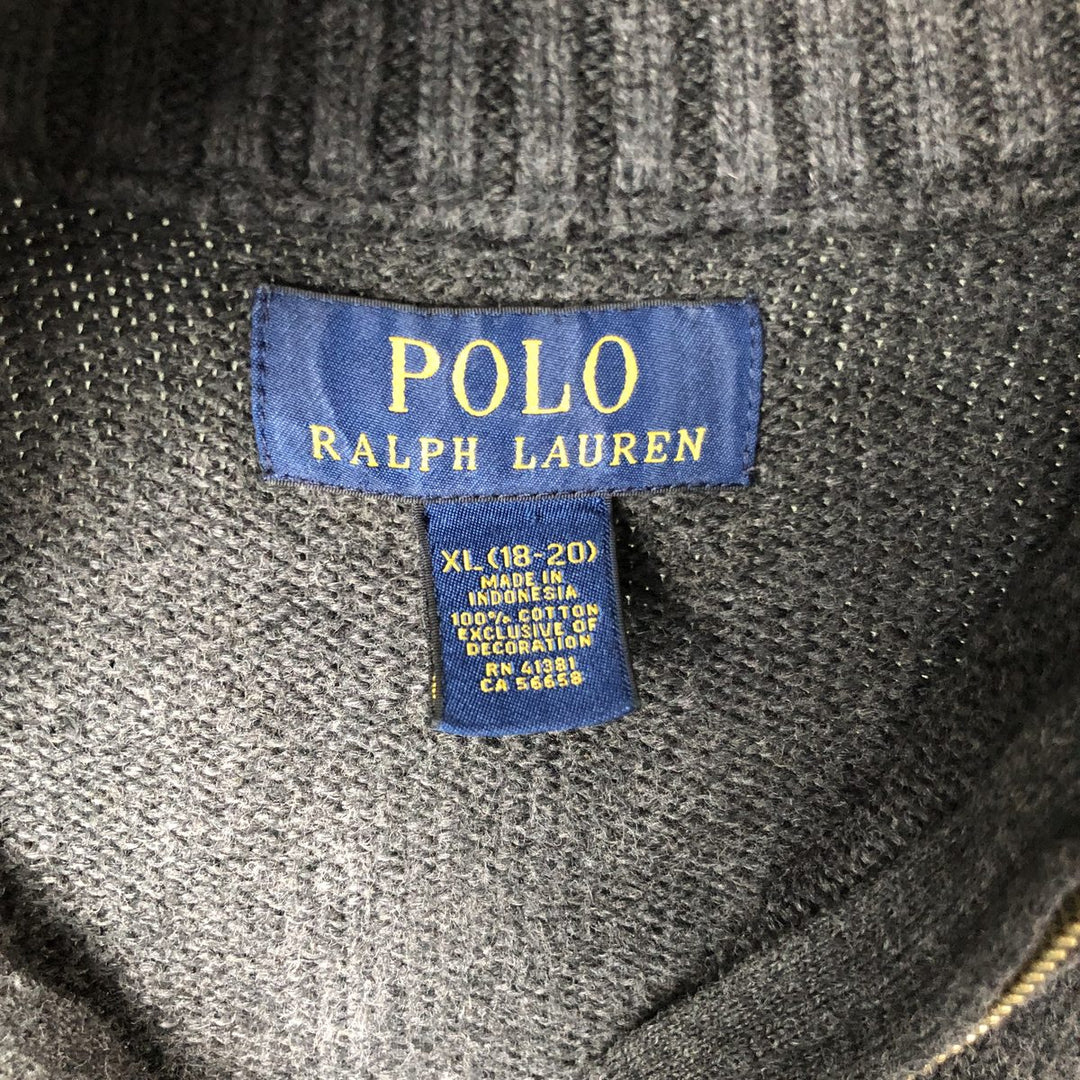 POLO
RALPH LAUREN
XL (18-20)
MADE IN
INDONESIA
100% COTTON
EXCLUSIVE OF
DECORATION
RN 41381
CA 56658